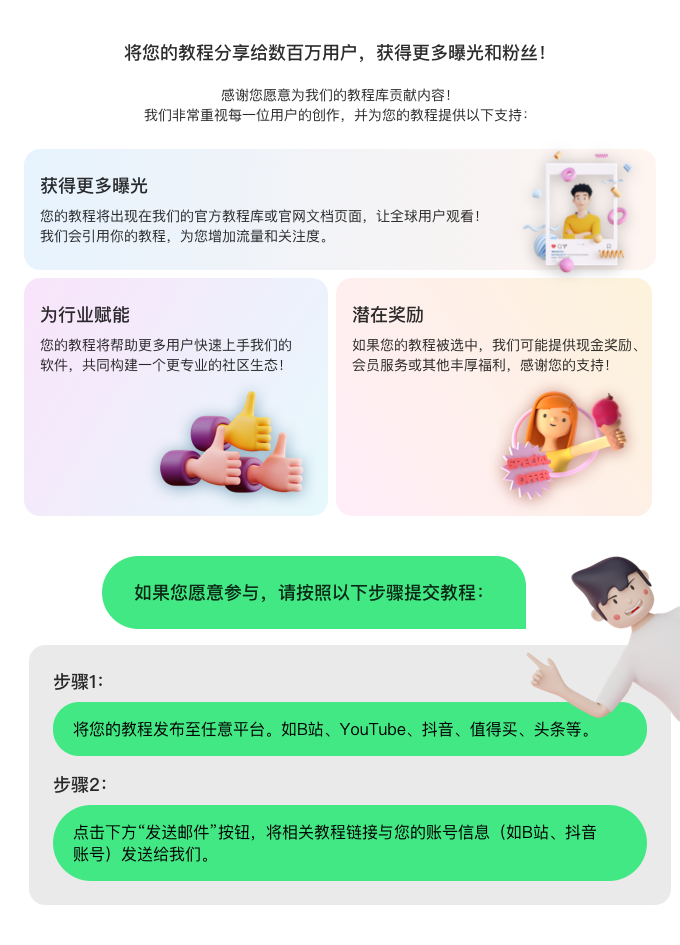 将您的教程分享给数百万用户，获得更多曝光和粉丝！
感谢您愿意为我们的教程库贡献内容！
我们非常重视每一位用户的创作，并为您的教程提供以下支持：
获得更多曝光
您的教程将出现在我们的官方教程库或官网文档页面，让全球用户观看！
我们会引用你的教程，为您增加流量和关注度。
为行业赋能
您的教程将帮助更多用户快速上手我们的
软件，共同构建一个更专业的社区生态！
潜在奖励
如果您的教程被选中，我们可能提供现金奖励、
会员服务或其他丰厚福利，感谢您的支持！
SPECIAL
OFFER
如果您愿意参与，请按照以下步骤提交教程：
步骤1：
将您的教程发布至任意平台。如B站、YouTube、抖音、值得买、头条等。
步骤2：
点击下方“发送邮件”按钮，将相关教程链接与您的账号信息（如B站、抖音
账号）发送给我们。